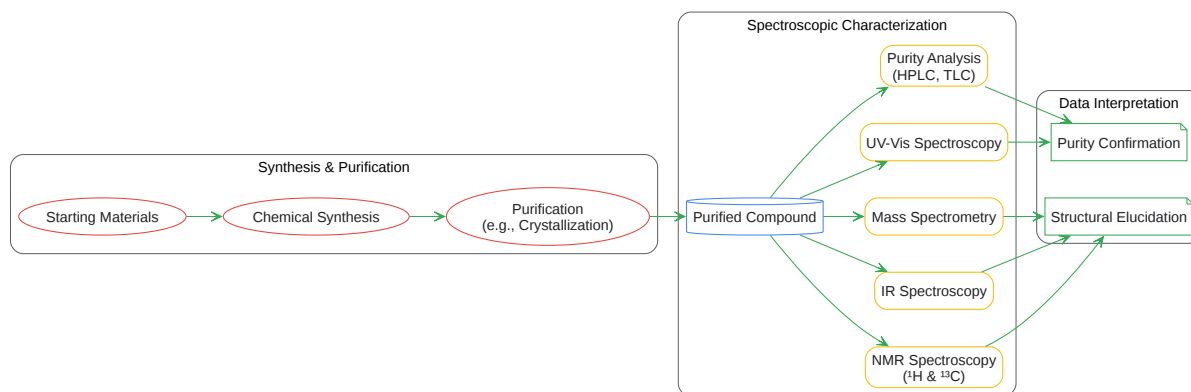 Synthesis & Purification
Starting Materials
Chemical Synthesis
Purification
(e.g., Crystallization)
Spectroscopic Characterization
Purified Compound
Purity Analysis
(HPLC, TLC)
UV-Vis Spectroscopy
Mass Spectrometry
IR Spectroscopy
NMR Spectroscopy
(¹H & ¹³C)
Data Interpretation
Purity Confirmation
Structural Elucidation